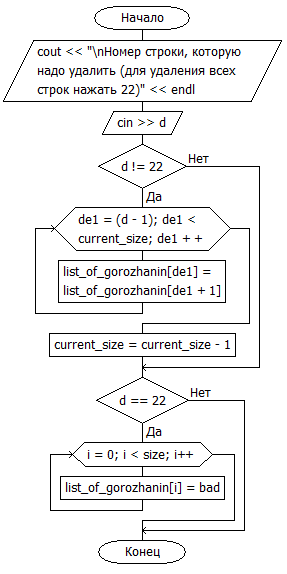 Начало
cout << "\nНомер строки, которую
надо удалить (для удаления всех
строк нажать 22)" << endl
cin >> d
d != 22
Нет
Да
de1 = (d - 1); de1 <
current_size; de1 + +
list_of_gorozhanin[de1] =
list_of_gorozhanin[de1 + 1]
current_size = current_size - 1
d == 22
Нет
Да
i = 0; i < size; i++
list_of_gorozhanin[i] = bad
Конец